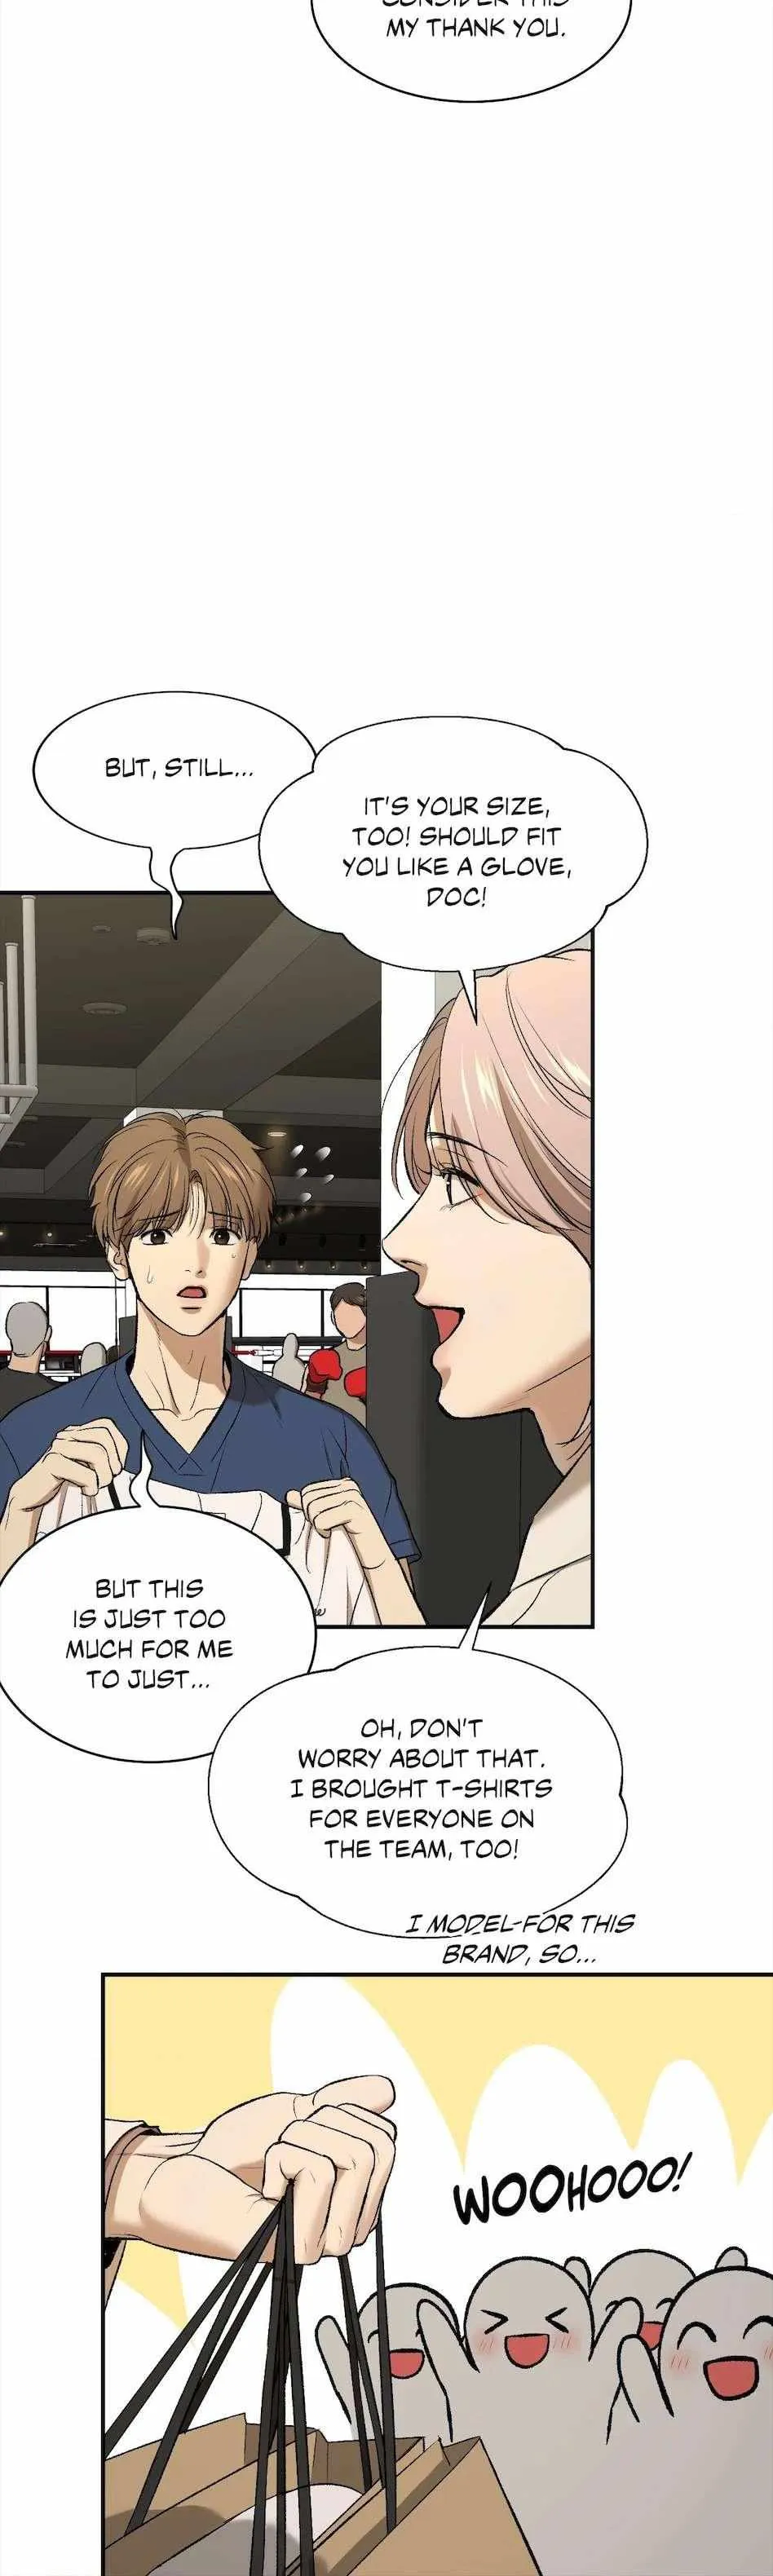 MY THANK YOU.
BUT, STILL...
IT'S YOUR SIZE,
TOO! SHOULD FIT
YOU LIKE A GLOVE,
DOC!
BUT THIS
IS JUST TOO
MUCH FOR ME
TO JUST...
OH, DON'T
WORRY ABOUT THAT.
I BROUGHT T-SHIRTS
FOR EVERYONE ON
THE TEAM, TOO!
I MODEL FOR THIS
BRAND, SO...
WOOHOOO!